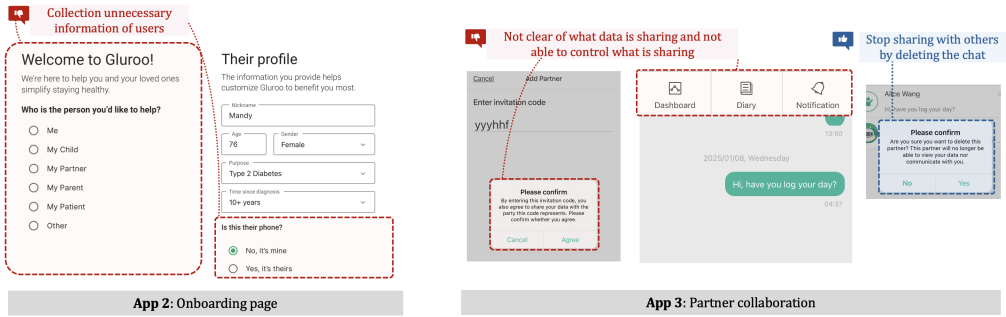 Collection unnecessary
information of users
Welcome to Gluroo!
We're here to help you and your loved ones
simplify staying healthy.
Who is the person you'd like to help?
Me
My Child
My Partner
My Parent
My Patient
Other
Their profile
The information you provide helps
customize Gluroo to benefit you most.
Nickname
Mandy
Age
76
Gender
Female
Purpose
Type 2 Diabetes
Time since diagnosis
10+ years
Is this their phone?
No, it's mine
Yes, it's theirs
App 2: Onboarding page
Not clear of what data is sharing and not
able to control what is sharing
Cancel
Add Partner
Enter invitation code
yyyhhf
Please confirm
By entering this invitation code, you
also agree to share your data with the
party this code represents. Please
confirm whether you agree.
Cancel
Agree
Dashboard
Diary
Notification
13:50
2025/01/08, Wednesday
Hi, have you log your day?
04:37
Stop sharing with others
by deleting the chat
Alice Wang
Hi, have you log your day?
Please confirm
Are you sure you want to delete this
partner? This partner will no longer be
able to view your data nor
communicate with you.
No
Yes
App 3: Partner collaboration